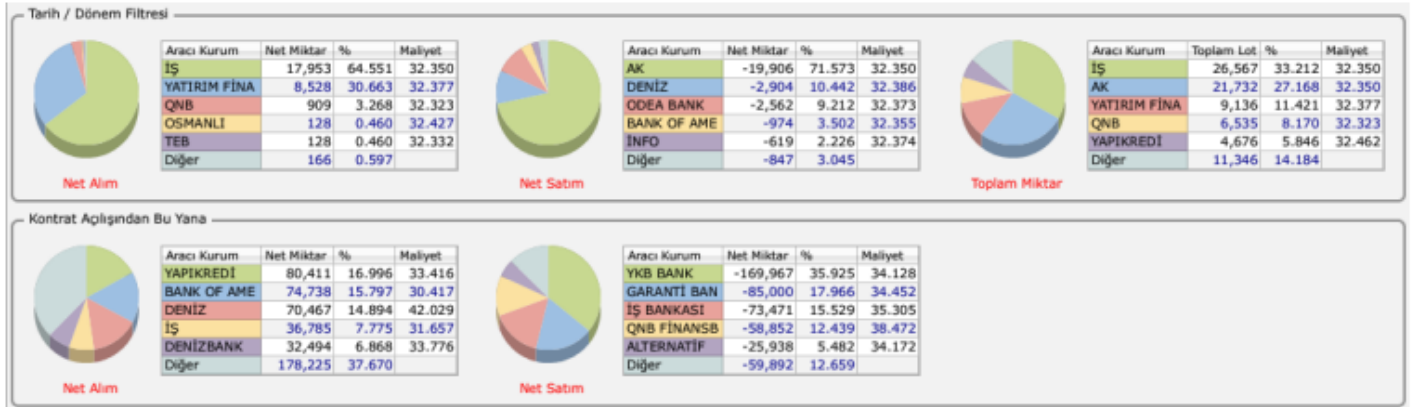 Tarih / Dönem Filtresi
Aracı Kurum Net Miktar % Maliyet
İŞ 17,953 64.551 32.350
YATIRIM FİNA 8,528 30.663 32.377
QNB 909 3.268 32.323
OSMANLI 128 0.460 32.427
TEB 128 0.460 32.332
Diğer 166 0.597
Net Alım
Aracı Kurum Net Miktar % Maliyet
AK -19,906 71.573 32.350
DENİZ -2,904 10.442 32.386
ODEA BANK -2,562 9.212 32.373
BANK OF AME -974 3.502 32.355
İNFO -619 2.226 32.374
Diğer -847 3.045
Net Satım
Aracı Kurum Toplam Lot % Maliyet
İŞ 26,567 33.212 32.350
AK 21,732 27.168 32.350
YATIRIM FİNA 9,136 11.421 32.377
QNB 6,535 8.170 32.323
YAPIKREDİ 4,676 5.846 32.462
Diğer 11,346 14.184
Toplam Miktar
Kontrat Açılışından Bu Yana
Aracı Kurum Net Miktar % Maliyet
YAPIKREDİ 80,411 16.996 33.416
BANK OF AME 74,738 15.797 30.417
DENİZ 70,467 14.894 42.029
İŞ 36,785 7.775 31.657
DENİZBANK 32,494 6.868 33.776
Diğer 178,225 37.670
Net Alım
Aracı Kurum Net Miktar % Maliyet
YKB BANK -169,967 35.925 34.128
GARANTİ BAN -85,000 17.966 34.452
İŞ BANKASI -73,471 15.529 35.305
QNB FİNANSB -58,852 12.439 38.472
ALTERNATİF -25,938 5.482 34.172
Diğer -59,892 12.659
Net Satım